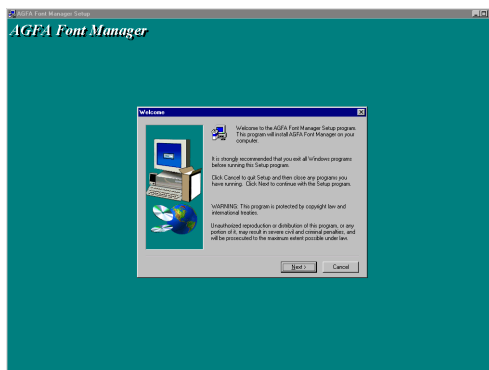 AGFA Font Manager Setup
AGFA Font Manager
Welcome
Welcome to the AGFA Font Manager Setup program.
This program will install AGFA Font Manager on your
computer.
It is strongly recommended that you exit all Windows programs
before running this Setup program.
Click Cancel to quit Setup and then close any programs you
have running. Click Next to continue with the Setup program.
WARNING: This program is protected by copyright law and
international treaties.
Unauthorized reproduction or distribution of this program, or any
portion of it, may result in severe civil and criminal penalties, and
will be prosecuted to the maximum extent possible under law.
Next >
Cancel